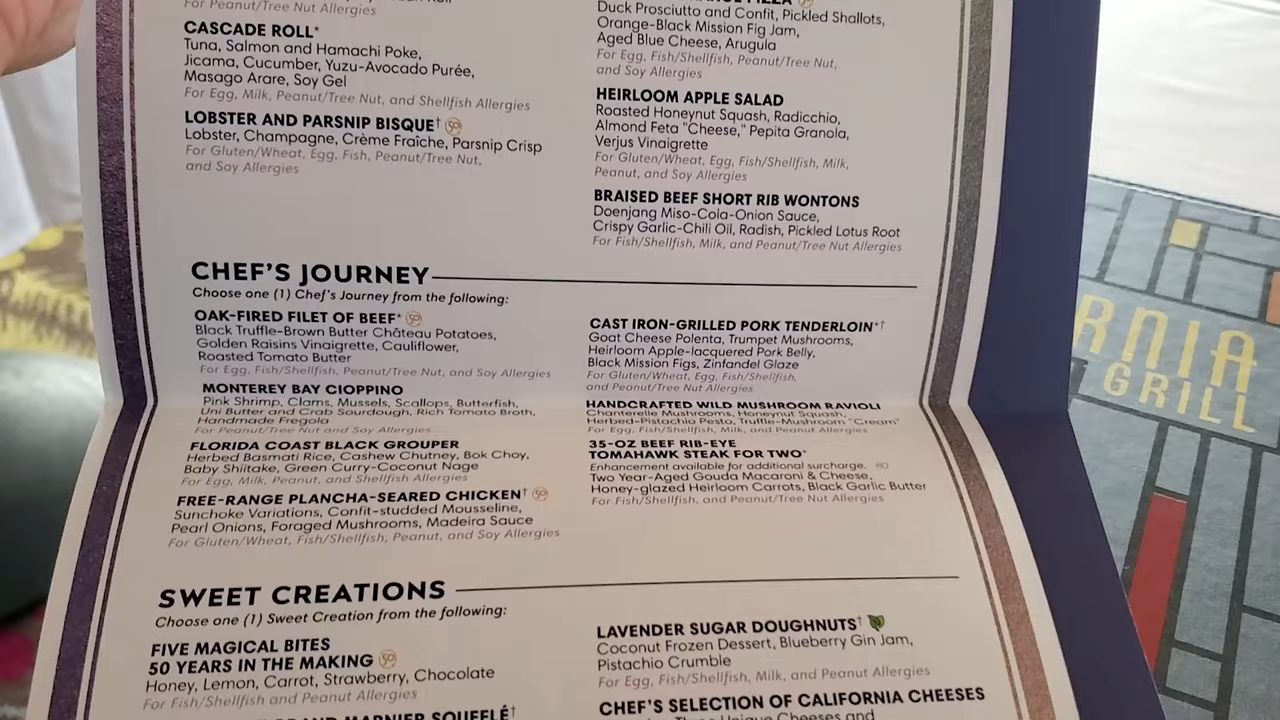 For Peanut/Tree Nut Allergies
CASCADE ROLL*
Tuna, Salmon and Hamachi Poke,
Jicama, Cucumber, Yuzu-Avocado Purée,
Masago Arare, Soy Gel
For Egg, Milk, Peanut/Tree Nut, and Shellfish Allergies
LOBSTER AND PARSNIP BISQUE† 50
Lobster, Champagne, Crème Fraîche, Parsnip Crisp
For Gluten/Wheat, Egg, Fish, Peanut/Tree Nut,
and Soy Allergies
Duck Prosciutto and Confit, Pickled Shallots,
Orange-Black Mission Fig Jam,
Aged Blue Cheese, Arugula
For Egg, Fish/Shellfish, Peanut/Tree Nut,
and Soy Allergies
HEIRLOOM APPLE SALAD
Roasted Honeynut Squash, Radicchio,
Almond Feta "Cheese," Pepita Granola,
Verjus Vinaigrette
For Gluten/Wheat, Egg, Fish/Shellfish, Milk,
Peanut, and Soy Allergies
BRAISED BEEF SHORT RIB WONTONS
Doenjang Miso-Cola-Onion Sauce,
Crispy Garlic-Chili Oil, Radish, Pickled Lotus Root
For Fish/Shellfish, Milk, and Peanut/Tree Nut Allergies
CHEF'S JOURNEY
Choose one (1) Chef's Journey from the following:
OAK-FIRED FILET OF BEEF* 50
Black Truffle-Brown Butter Château Potatoes,
Golden Raisins Vinaigrette, Cauliflower,
Roasted Tomato Butter
For Egg, Fish/Shellfish, Peanut/Tree Nut, and Soy Allergies
MONTEREY BAY CIOPPINO
Pink Shrimp, Clams, Mussels, Scallops, Butterfish,
Uni Butter and Crab Sourdough, Rich Tomato Broth,
Handmade Fregola
For Peanut/Tree Nut and Soy Allergies
FLORIDA COAST BLACK GROUPER
Herbed Basmati Rice, Cashew Chutney, Bok Choy,
Baby Shiitake, Green Curry-Coconut Nage
For Egg, Milk, Peanut, and Shellfish Allergies
FREE-RANGE PLANCHA-SEARED CHICKEN† 50
Sunchoke Variations, Confit-studded Mousseline,
Pearl Onions, Foraged Mushrooms, Madeira Sauce
For Gluten/Wheat, Fish/Shellfish, Peanut, and Soy Allergies
CAST IRON-GRILLED PORK TENDERLOIN*†
Goat Cheese Polenta, Trumpet Mushrooms,
Heirloom Apple-lacquered Pork Belly,
Black Mission Figs, Zinfandel Glaze
For Gluten/Wheat, Egg, Fish/Shellfish,
and Peanut/Tree Nut Allergies
HANDCRAFTED WILD MUSHROOM RAVIOLI
Chanterelle Mushrooms, Honeynut Squash,
Herbed-Pistachio Pesto, Truffle-Mushroom "Cream"
For Egg, Fish/Shellfish, Milk, and Peanut Allergies
35-OZ BEEF RIB-EYE
TOMAHAWK STEAK FOR TWO*
Enhancement available for additional surcharge. 80
Two Year-Aged Gouda Macaroni & Cheese,
Honey-glazed Heirloom Carrots, Black Garlic Butter
For Fish/Shellfish, and Peanut/Tree Nut Allergies
SWEET CREATIONS
Choose one (1) Sweet Creation from the following:
FIVE MAGICAL BITES
50 YEARS IN THE MAKING 50
Honey, Lemon, Carrot, Strawberry, Chocolate
For Fish/Shellfish and Peanut Allergies
GRAND MARNIER SOUFFLÉ†
LAVENDER SUGAR DOUGHNUTS†
Coconut Frozen Dessert, Blueberry Gin Jam,
Pistachio Crumble
For Egg, Fish/Shellfish, Milk, and Peanut Allergies
CHEF'S SELECTION OF CALIFORNIA CHEESES
Three Unique Cheeses and
RNIA
GRILL